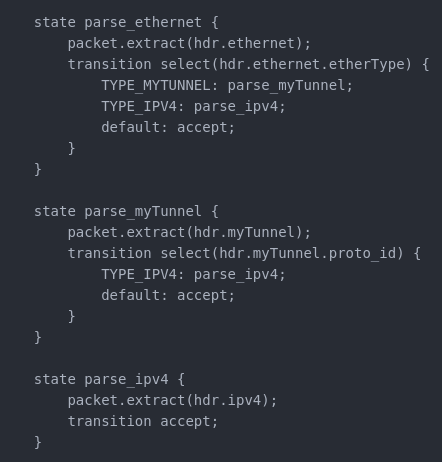 state parse_ethernet {
    packet.extract(hdr.ethernet);
    transition select(hdr.ethernet.etherType) {
        TYPE_MYTUNNEL: parse_myTunnel;
        TYPE_IPV4: parse_ipv4;
        default: accept;
    }
}

state parse_myTunnel {
    packet.extract(hdr.myTunnel);
    transition select(hdr.myTunnel.proto_id) {
        TYPE_IPV4: parse_ipv4;
        default: accept;
    }
}

state parse_ipv4 {
    packet.extract(hdr.ipv4);
    transition accept;
}